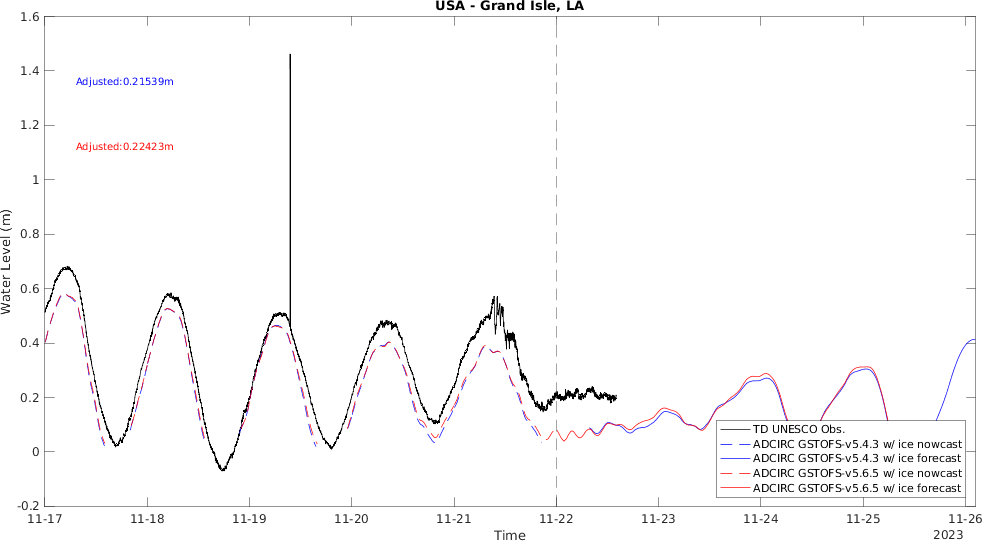 USA - Grand Isle, LA
1.6
1.4
1.2
1
0.8
0.6
0.4
0.2
0
-0.2
Water Level (m)
Adjusted:0.21539m
Adjusted:0.22423m
TD UNESCO Obs.
ADCIRC GSTOFS-v5.4.3 w/ ice nowcast
ADCIRC GSTOFS-v5.4.3 w/ ice forecast
ADCIRC GSTOFS-v5.6.5 w/ ice nowcast
ADCIRC GSTOFS-v5.6.5 w/ ice forecast
11-17 11-18 11-19 11-20 11-21 11-22 11-23 11-24 11-25 11-26
Time
2023